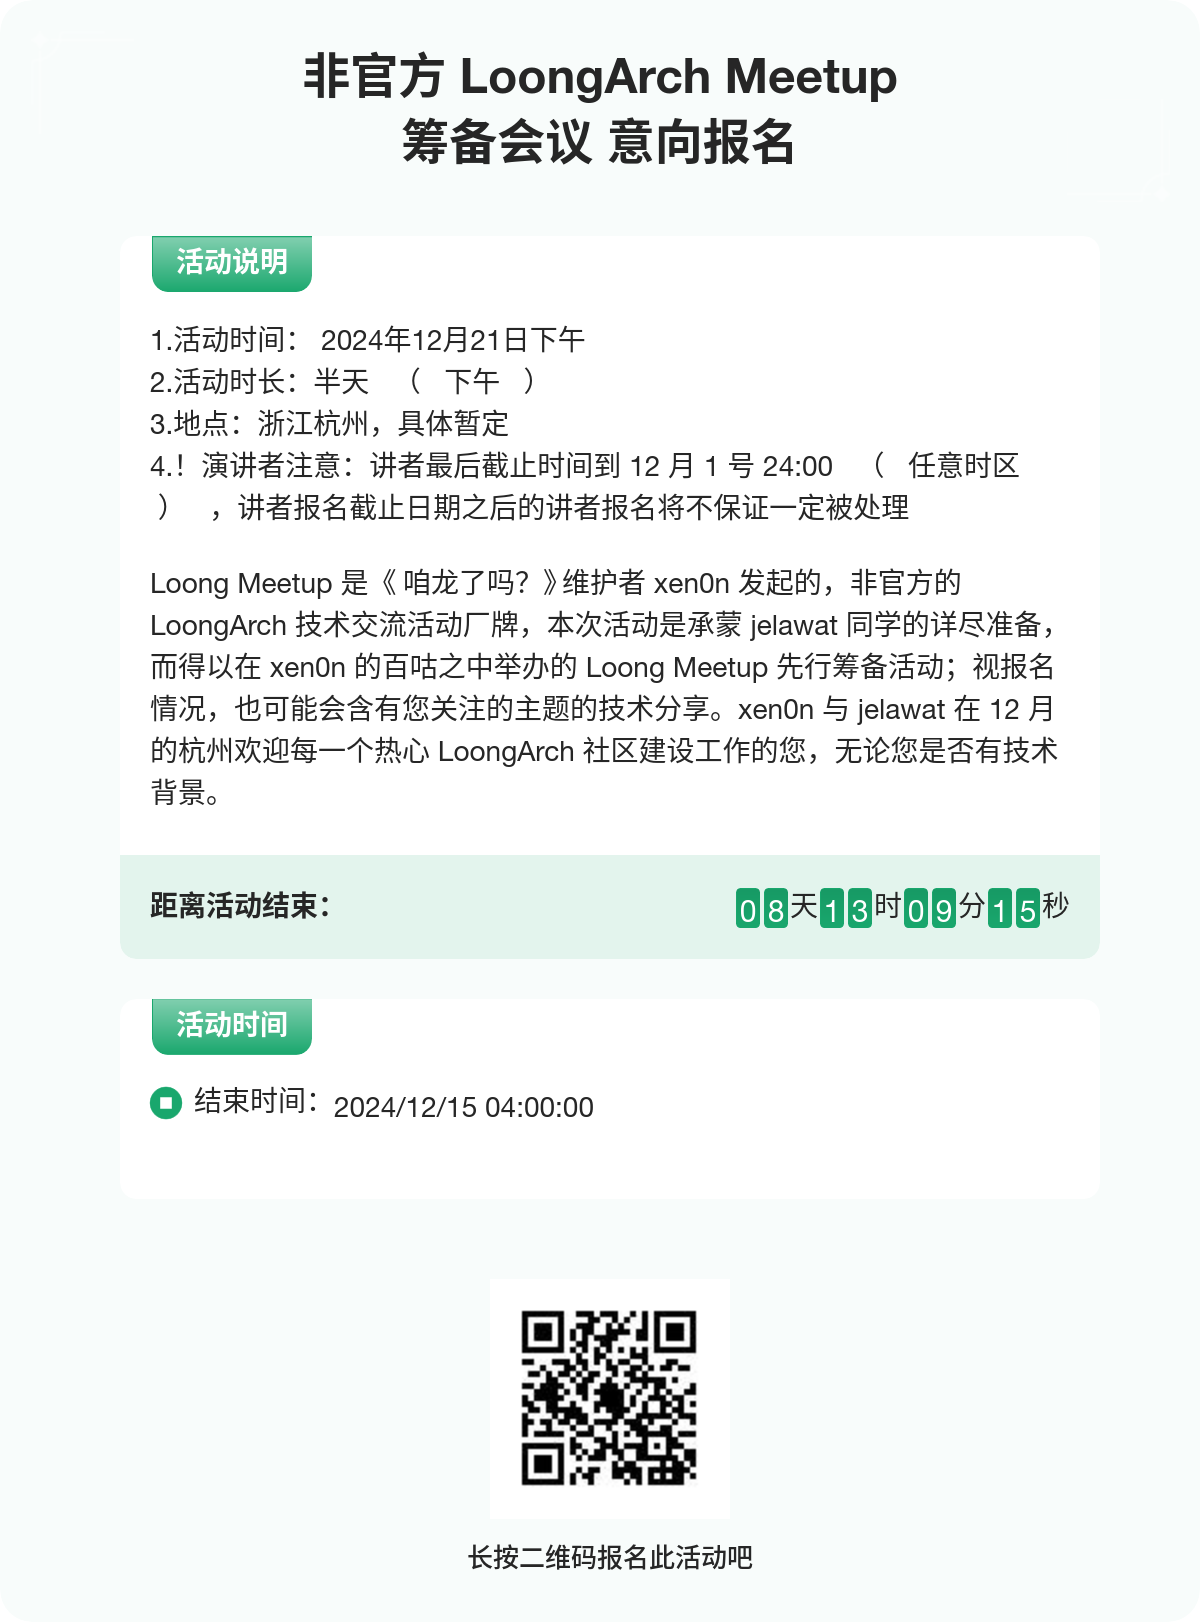 非官方 LoongArch Meetup
筹备会议 意向报名
活动说明
1.活动时间： 2024年12月21日下午
2.活动时长：半天 （ 下午 ）
3.地点：浙江杭州，具体暂定
4.！演讲者注意：讲者最后截止时间到 12 月 1 号 24:00 （ 任意时区
） ，讲者报名截止日期之后的讲者报名将不保证一定被处理
Loong Meetup 是《 咱龙了吗？》维护者 xen0n 发起的，非官方的
LoongArch 技术交流活动厂牌，本次活动是承蒙 jelawat 同学的详尽准备，
而得以在 xen0n 的百咕之中举办的 Loong Meetup 先行筹备活动；视报名
情况，也可能会含有您关注的主题的技术分享。xen0n 与 jelawat 在 12 月
的杭州欢迎每一个热心 LoongArch 社区建设工作的您，无论您是否有技术
背景。
距离活动结束： 08天13时09分15秒
活动时间
结束时间：2024/12/15 04:00:00
长按二维码报名此活动吧